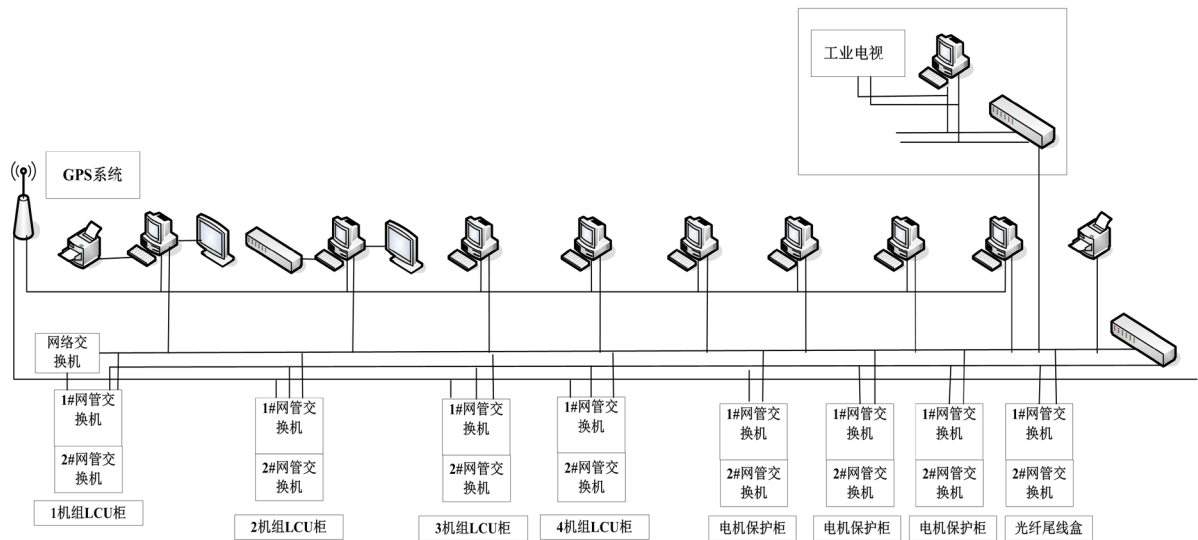 工业电视
GPS系统
网络交
换机
1#网管交
换机
2#网管交
换机
1机组LCU柜
1#网管交
换机
2#网管交
换机
2机组LCU柜
1#网管交
换机
2#网管交
换机
3机组LCU柜
1#网管交
换机
2#网管交
换机
4机组LCU柜
1#网管交
换机
2#网管交
换机
电机保护柜
1#网管交
换机
2#网管交
换机
电机保护柜
1#网管交
换机
2#网管交
换机
电机保护柜
1#网管交
换机
2#网管交
换机
光纤尾线盒